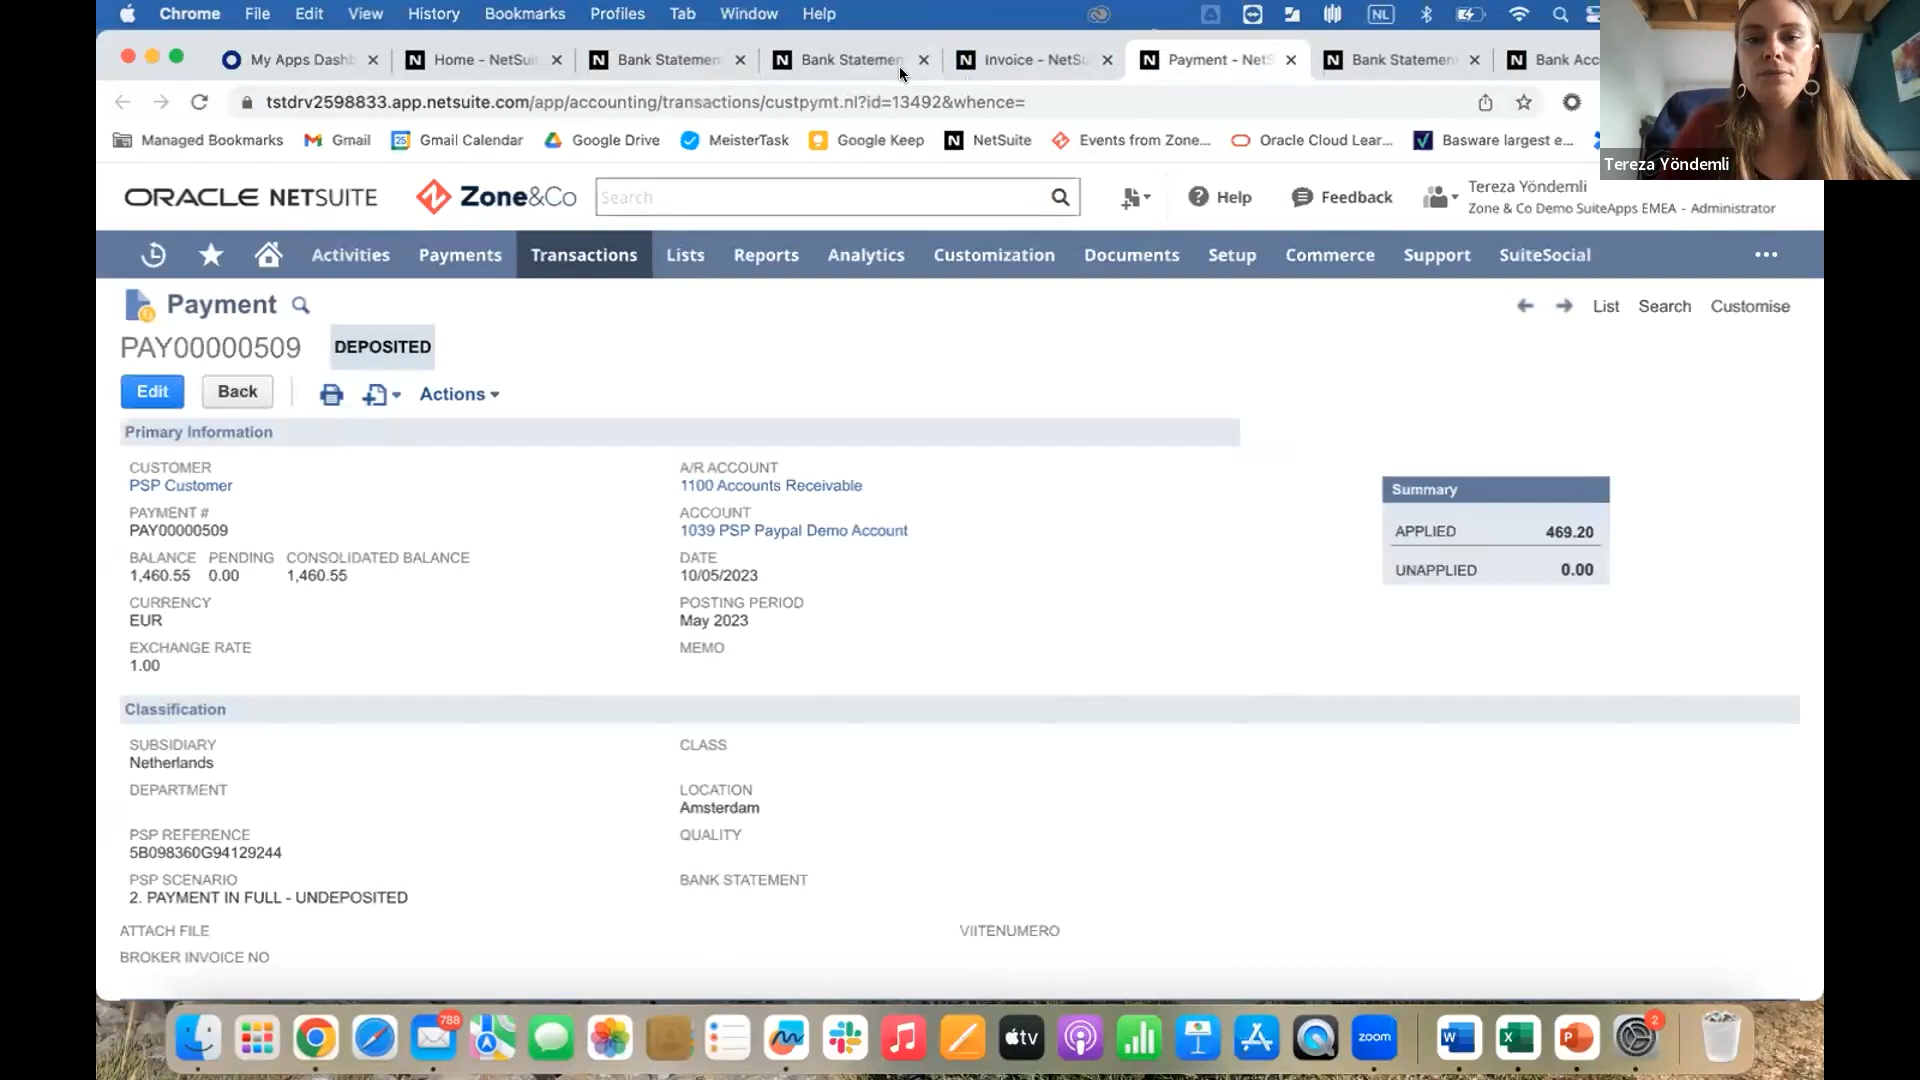 Chrome File Edit View History Bookmarks Profiles Tab Window Help NL
My Apps Dash Home - NetSui Bank Statemen Bank Statemen Invoice - NetSu Payment - NetS Bank Statemen Bank Acc
tstdrv2598833.app.netsuite.com/app/accounting/transactions/custpymt.nl?id=13492&whence=
Managed Bookmarks Gmail 25 Gmail Calendar Google Drive MeisterTask Google Keep NetSuite Events from Zone... Oracle Cloud Lear... Basware largest e...
Tereza Yöndemli
ORACLE NETSUITE Zone&Co Search Help Feedback Tereza Yöndemli
Zone & Co Demo SuiteApps EMEA - Administrator
Activities Payments Transactions Lists Reports Analytics Customization Documents Setup Commerce Support SuiteSocial
Payment List Search Customise
PAY00000509 DEPOSITED
Edit Back Actions
Primary Information
CUSTOMER A/R ACCOUNT
PSP Customer 1100 Accounts Receivable Summary
PAYMENT # ACCOUNT
PAY00000509 1039 PSP Paypal Demo Account APPLIED 469.20
BALANCE PENDING CONSOLIDATED BALANCE DATE
1,460.55 0.00 1,460.55 10/05/2023 UNAPPLIED 0.00
CURRENCY POSTING PERIOD
EUR May 2023
EXCHANGE RATE MEMO
1.00
Classification
SUBSIDIARY CLASS
Netherlands
DEPARTMENT LOCATION
Amsterdam
PSP REFERENCE QUALITY
5B098360G94129244
PSP SCENARIO BANK STATEMENT
2. PAYMENT IN FULL - UNDEPOSITED
ATTACH FILE VIITENUMERO
BROKER INVOICE NO
788 tv zoom W X P 2